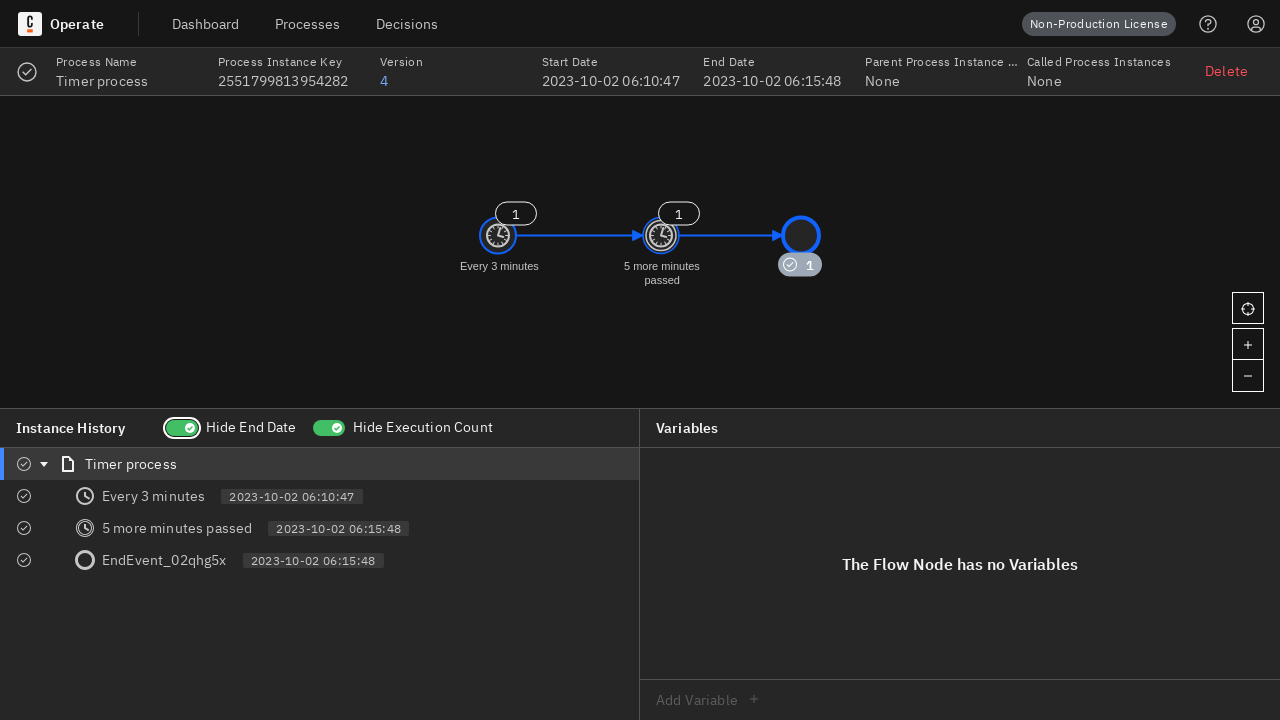 Operate
Dashboard
Processes
Decisions
Non-Production License
Process Name
Timer process
Process Instance Key
2551799813954282
Version
4
Start Date
2023-10-02 06:10:47
End Date
2023-10-02 06:15:48
Parent Process Instance ...
None
Called Process Instances
None
Delete
1
1
Every 3 minutes
5 more minutes
passed
1
Instance History
Hide End Date
Hide Execution Count
Timer process
Every 3 minutes
2023-10-02 06:10:47
5 more minutes passed
2023-10-02 06:15:48
EndEvent_02qhg5x
2023-10-02 06:15:48
Variables
The Flow Node has no Variables
Add Variable +